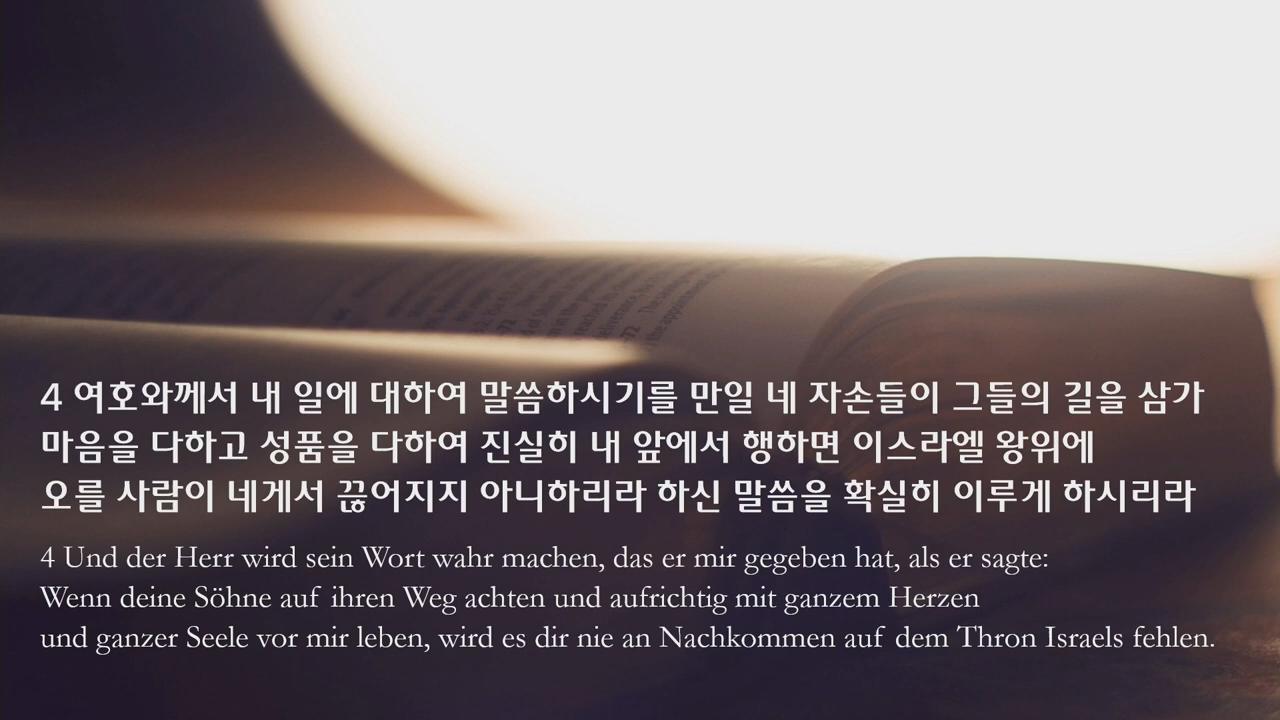 4 여호와께서 내 일에 대하여 말씀하시기를 만일 네 자손들이 그들의 길을 삼가
마음을 다하고 성품을 다하여 진실히 내 앞에서 행하면 이스라엘 왕위에
오를 사람이 네게서 끊어지지 아니하리라 하신 말씀을 확실히 이루게 하시리라
4 Und der Herr wird sein Wort wahr machen, das er mir gegeben hat, als er sagte:
Wenn deine Söhne auf ihren Weg achten und aufrichtig mit ganzem Herzen
und ganzer Seele vor mir leben, wird es dir nie an Nachkommen auf dem Thron Israels fehlen.